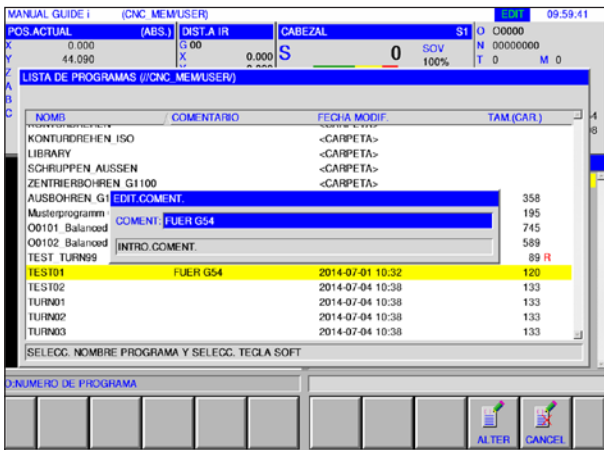 MANUAL GUIDE i (CNC_MEM/USER) EDIT 09.59.41
POS.ACTUAL (ABS.) DIST.A IR CABEZAL S1 O O0000
X 0.000 G 00 S 0 SOV 100% N 00000000
Y 44.090 X 0.000 T 0 M 0
Z
A
B
C
LISTA DE PROGRAMAS (//CNC_MEM/USER/)
NOMB COMENTARIO FECHA MODIF. TAM.(CAR.)
KONTURDREHEN_ISO <CARPETA>
LIBRARY <CARPETA>
SCHRUPPEN_AUSSEN <CARPETA>
ZENTRIERBOHREN_G1100 <CARPETA>
AUSBOHREN_G1 358
Musterprogramm 195
O0101_Balanced 745
O0102_Balanced 589
TEST_TURN99 89 R
EDIT.COMENT.
COMENT: FUER G54
INTRO.COMENT.
TEST01 FUER G54 2014-07-01 10:32 120
TEST02 2014-07-04 10:38 133
TURN01 2014-07-04 10:38 133
TURN02 2014-07-04 10:38 133
TURN03 2014-07-04 10:38 133
SELECC. NOMBRE PROGRAMA Y SELECC. TECLA SOFT
O:NUMERO DE PROGRAMA
ALTER CANCEL